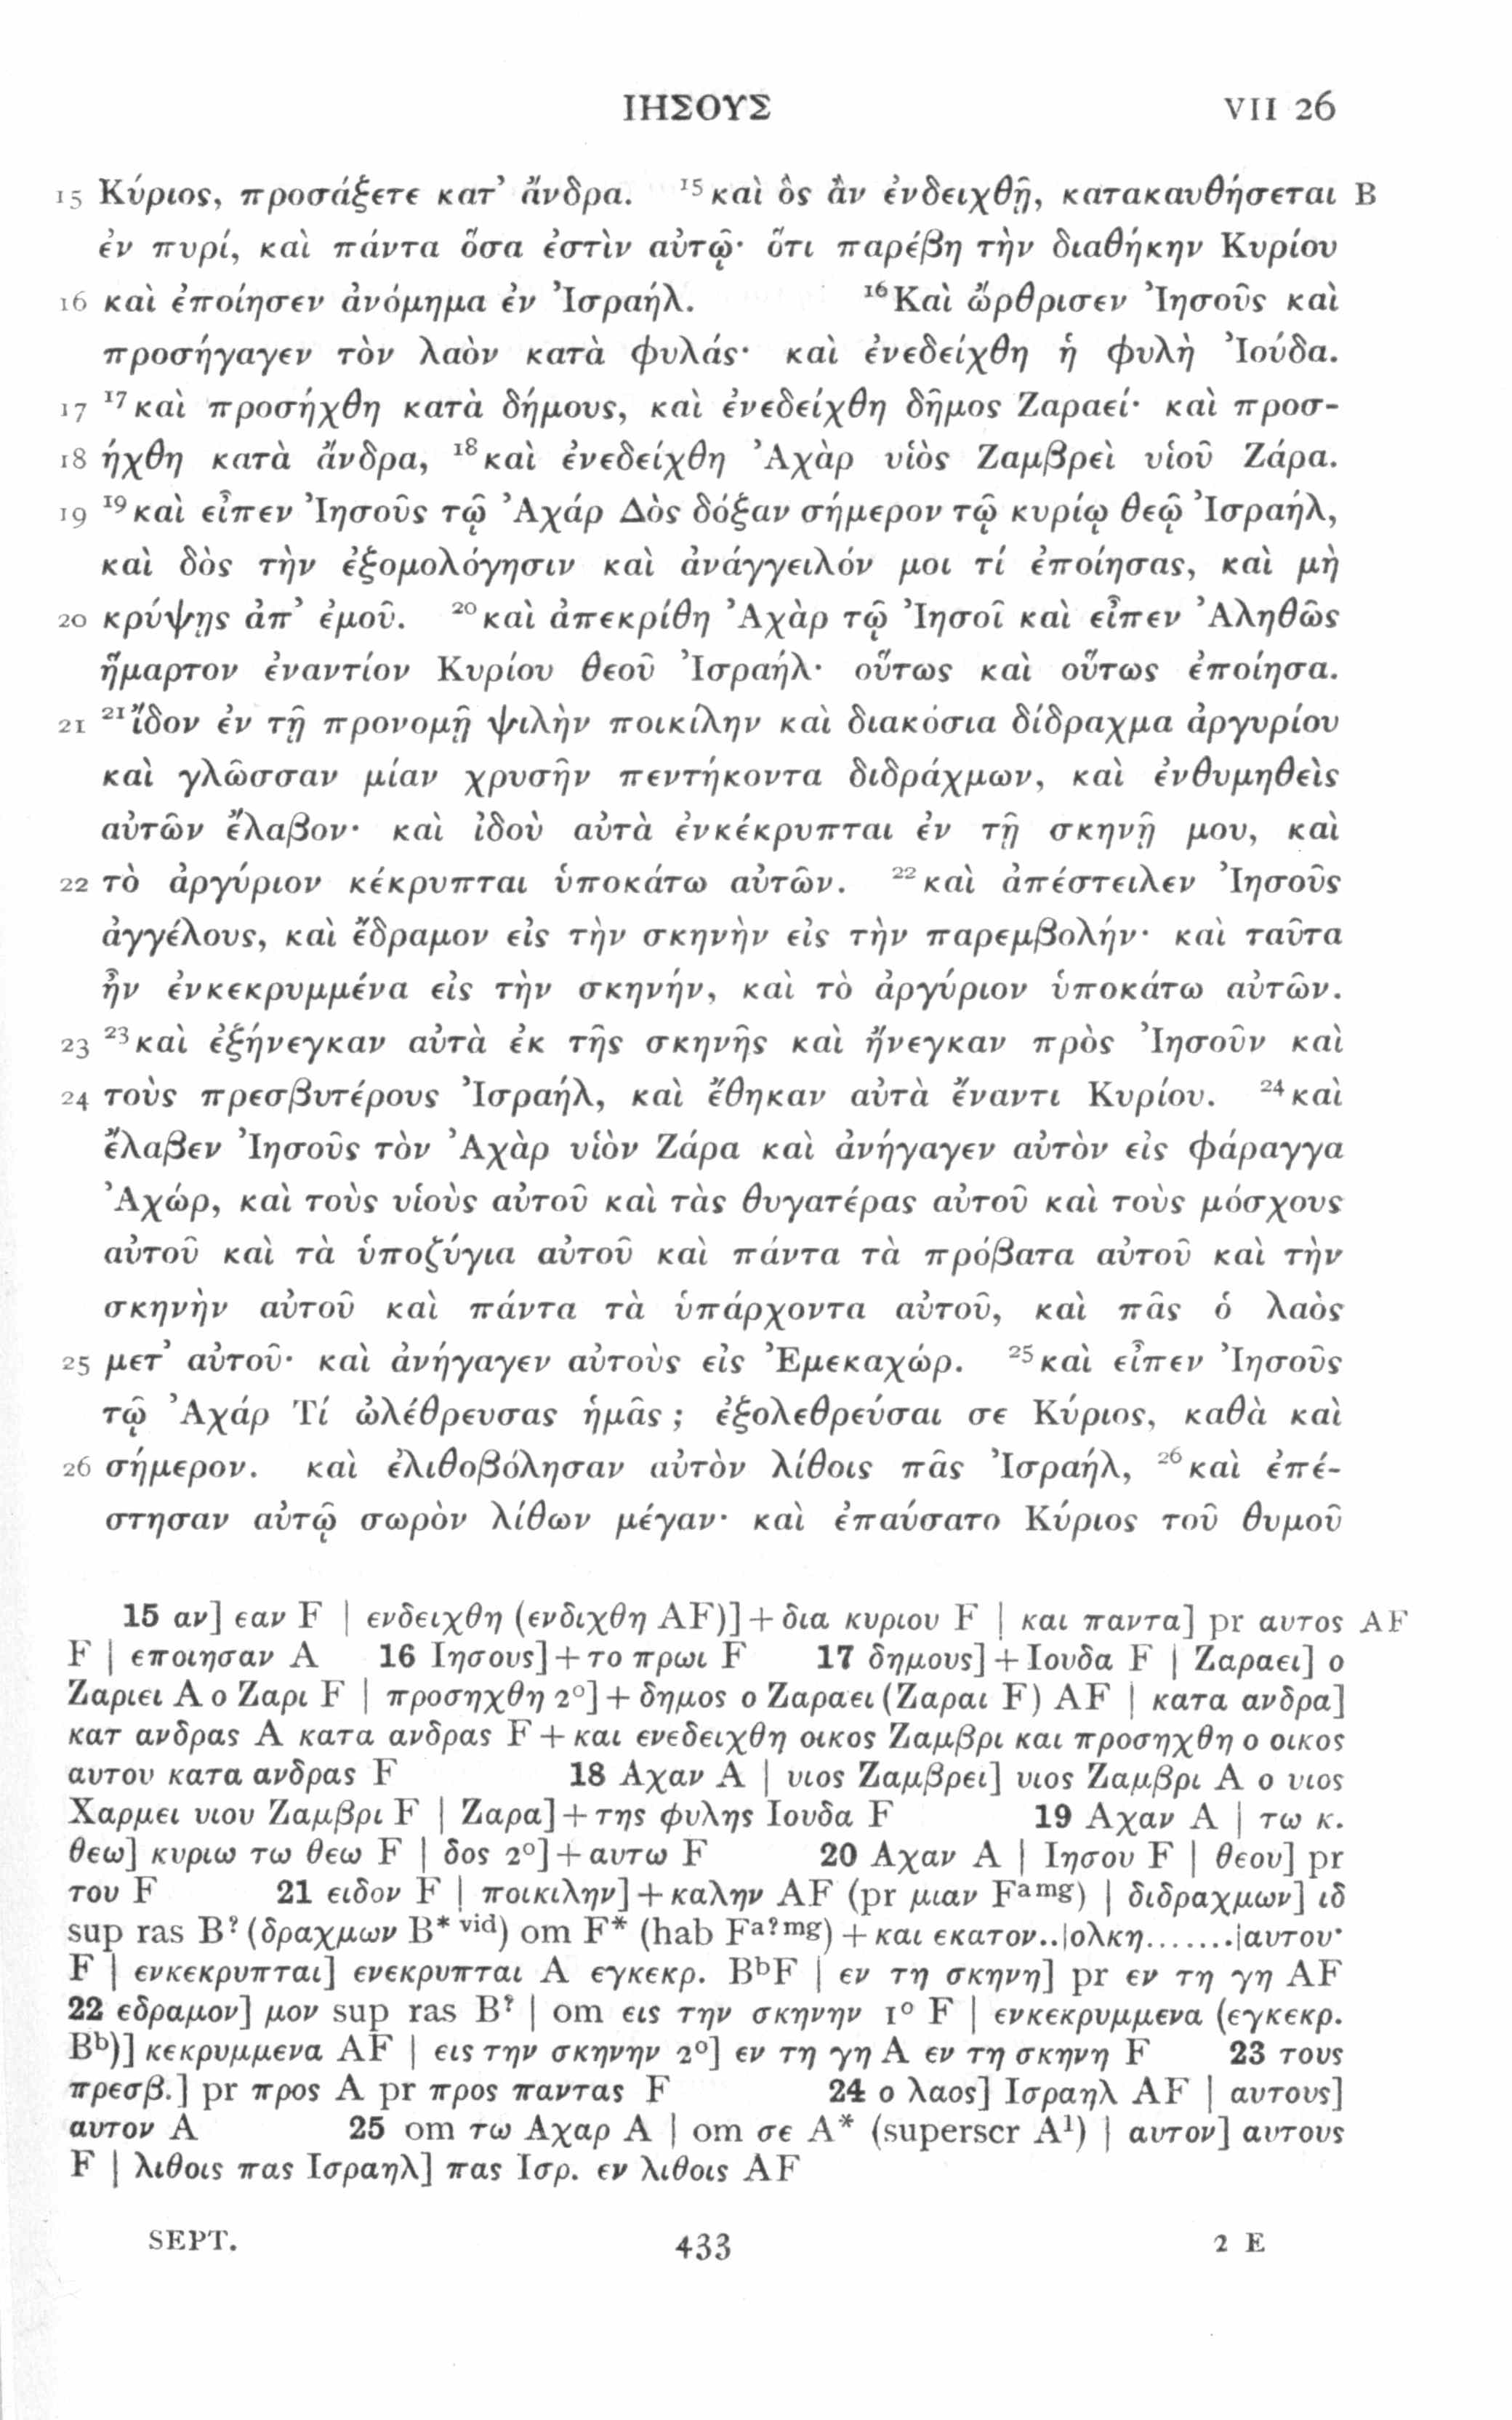 ΙΗΣΟΥΣ VII 26
15 Κύριος, προσάξετε κατ’ ἄνδρα. ¹⁵καὶ ὃς ἂν ἐνδειχθῇ, κατακαυθήσεται B
ἐν πυρί, καὶ πάντα ὅσα ἐστὶν αὐτῷ· ὅτι παρέβη τὴν διαθήκην Κυρίου
16 καὶ ἐποίησεν ἀνόμημα ἐν Ἰσραήλ. ¹⁶Καὶ ὤρθρισεν Ἰησοῦς καὶ
προσήγαγεν τὸν λαὸν κατὰ φυλάς· καὶ ἐνεδείχθη ἡ φυλὴ Ἰούδα.
17 ¹⁷καὶ προσήχθη κατὰ δήμους, καὶ ἐνεδείχθη δῆμος Ζαραεί· καὶ προσ-
18 ήχθη κατὰ ἄνδρα, ¹⁸καὶ ἐνεδείχθη Ἀχὰρ υἱὸς Ζαμβρεὶ υἱοῦ Ζάρα.
19 ¹⁹καὶ εἶπεν Ἰησοῦς τῷ Ἀχάρ Δὸς δόξαν σήμερον τῷ κυρίῳ θεῷ Ἰσραήλ,
καὶ δὸς τὴν ἐξομολόγησιν καὶ ἀνάγγειλόν μοι τί ἐποίησας, καὶ μὴ
20 κρύψῃς ἀπ’ ἐμοῦ. ²⁰καὶ ἀπεκρίθη Ἀχὰρ τῷ Ἰησοῖ καὶ εἶπεν Ἀληθῶς
ἥμαρτον ἐναντίον Κυρίου θεοῦ Ἰσραήλ· οὕτως καὶ οὕτως ἐποίησα.
21 ²¹ἴδον ἐν τῇ προνομῇ ψιλὴν ποικίλην καὶ διακόσια δίδραχμα ἀργυρίου
καὶ γλῶσσαν μίαν χρυσῆν πεντήκοντα διδράχμων, καὶ ἐνθυμηθεὶς
αὐτῶν ἔλαβον· καὶ ἰδοὺ αὐτὰ ἐνκέκρυπται ἐν τῇ σκηνῇ μου, καὶ
22 τὸ ἀργύριον κέκρυπται ὑποκάτω αὐτῶν. ²²καὶ ἀπέστειλεν Ἰησοῦς
ἀγγέλους, καὶ ἔδραμον εἰς τὴν σκηνὴν εἰς τὴν παρεμβολήν· καὶ ταῦτα
ἦν ἐνκεκρυμμένα εἰς τὴν σκηνήν, καὶ τὸ ἀργύριον ὑποκάτω αὐτῶν.
23 ²³καὶ ἐξήνεγκαν αὐτὰ ἐκ τῆς σκηνῆς καὶ ἤνεγκαν πρὸς Ἰησοῦν καὶ
24 τοὺς πρεσβυτέρους Ἰσραήλ, καὶ ἔθηκαν αὐτὰ ἔναντι Κυρίου. ²⁴καὶ
ἔλαβεν Ἰησοῦς τὸν Ἀχὰρ υἱὸν Ζάρα καὶ ἀνήγαγεν αὐτὸν εἰς φάραγγα
Ἀχώρ, καὶ τοὺς υἱοὺς αὐτοῦ καὶ τὰς θυγατέρας αὐτοῦ καὶ τοὺς μόσχους
αὐτοῦ καὶ τὰ ὑποζύγια αὐτοῦ καὶ πάντα τὰ πρόβατα αὐτοῦ καὶ τὴν
σκηνὴν αὐτοῦ καὶ πάντα τὰ ὑπάρχοντα αὐτοῦ, καὶ πᾶς ὁ λαὸς
25 μετ’ αὐτοῦ· καὶ ἀνήγαγεν αὐτοὺς εἰς Ἐμεκαχώρ. ²⁵καὶ εἶπεν Ἰησοῦς
τῷ Ἀχάρ Τί ὠλέθρευσας ἡμᾶς ; ἐξολεθρεύσαι σε Κύριος, καθὰ καὶ
26 σήμερον. καὶ ἐλιθοβόλησαν αὐτὸν λίθοις πᾶς Ἰσραήλ, ²⁶καὶ ἐπέ-
στησαν αὐτῷ σωρὸν λίθων μέγαν· καὶ ἐπαύσατο Κύριος τοῦ θυμοῦ
15 αν] εαν F | ενδειχθη (ενδιχθη AF)] + δια κυριου F | και παντα] pr αυτος AF
F | εποιησαν A 16 Ιησους] + το πρωι F 17 δημους] + Ιουδα F | Ζαραει] ο
Ζαριει A ο Ζαρι F | προσηχθη 2°] + δημος ο Ζαραει (Ζαραι F) AF | κατα ανδρα]
κατ ανδρας A κατα ανδρας F + και ενεδειχθη οικος Ζαμβρι και προσηχθη ο οικος
αυτου κατα ανδρας F 18 Αχαν A | υιος Ζαμβρει] υιος Ζαμβρι A ο υιος
Χαρμει υιου Ζαμβρι F | Ζαρα] + της φυλης Ιουδα F 19 Αχαν A | τω κ.
θεω] κυριω τω θεω F | δος 2°] + αυτω F 20 Αχαν A | Ιησου F | θεου] pr
του F 21 ειδον F | ποικιλην] + καλην AF (pr μιαν Fᵃᵐᵍ) | διδραχμων] ιδ
sup ras B? (δραχμων B* ᵛⁱᵈ) om F* (hab Fᵃ?ᵐᵍ) + και εκατον..|ολκη.......|αυτου·
F | ενκεκρυπται] ενεκρυπται A εγκεκρ. BᵇF | εν τη σκηνη] pr εν τη γη AF
22 εδραμον] μον sup ras B? | om εις την σκηνην 1° F | ενκεκρυμμενα (εγκεκρ.
Bᵇ)] κεκρυμμενα AF | εις την σκηνην 2°] εν τη γη A εν τη σκηνη F 23 τους
πρεσβ.] pr προς A pr προς παντας F 24 ο λαος] Ισραηλ AF | αυτους]
αυτον A 25 om τω Αχαρ A | om σε A* (superscr A¹) | αυτον] αυτους
F | λιθοις πας Ισραηλ] πας Ισρ. εν λιθοις AF
SEPT. 433 2 E